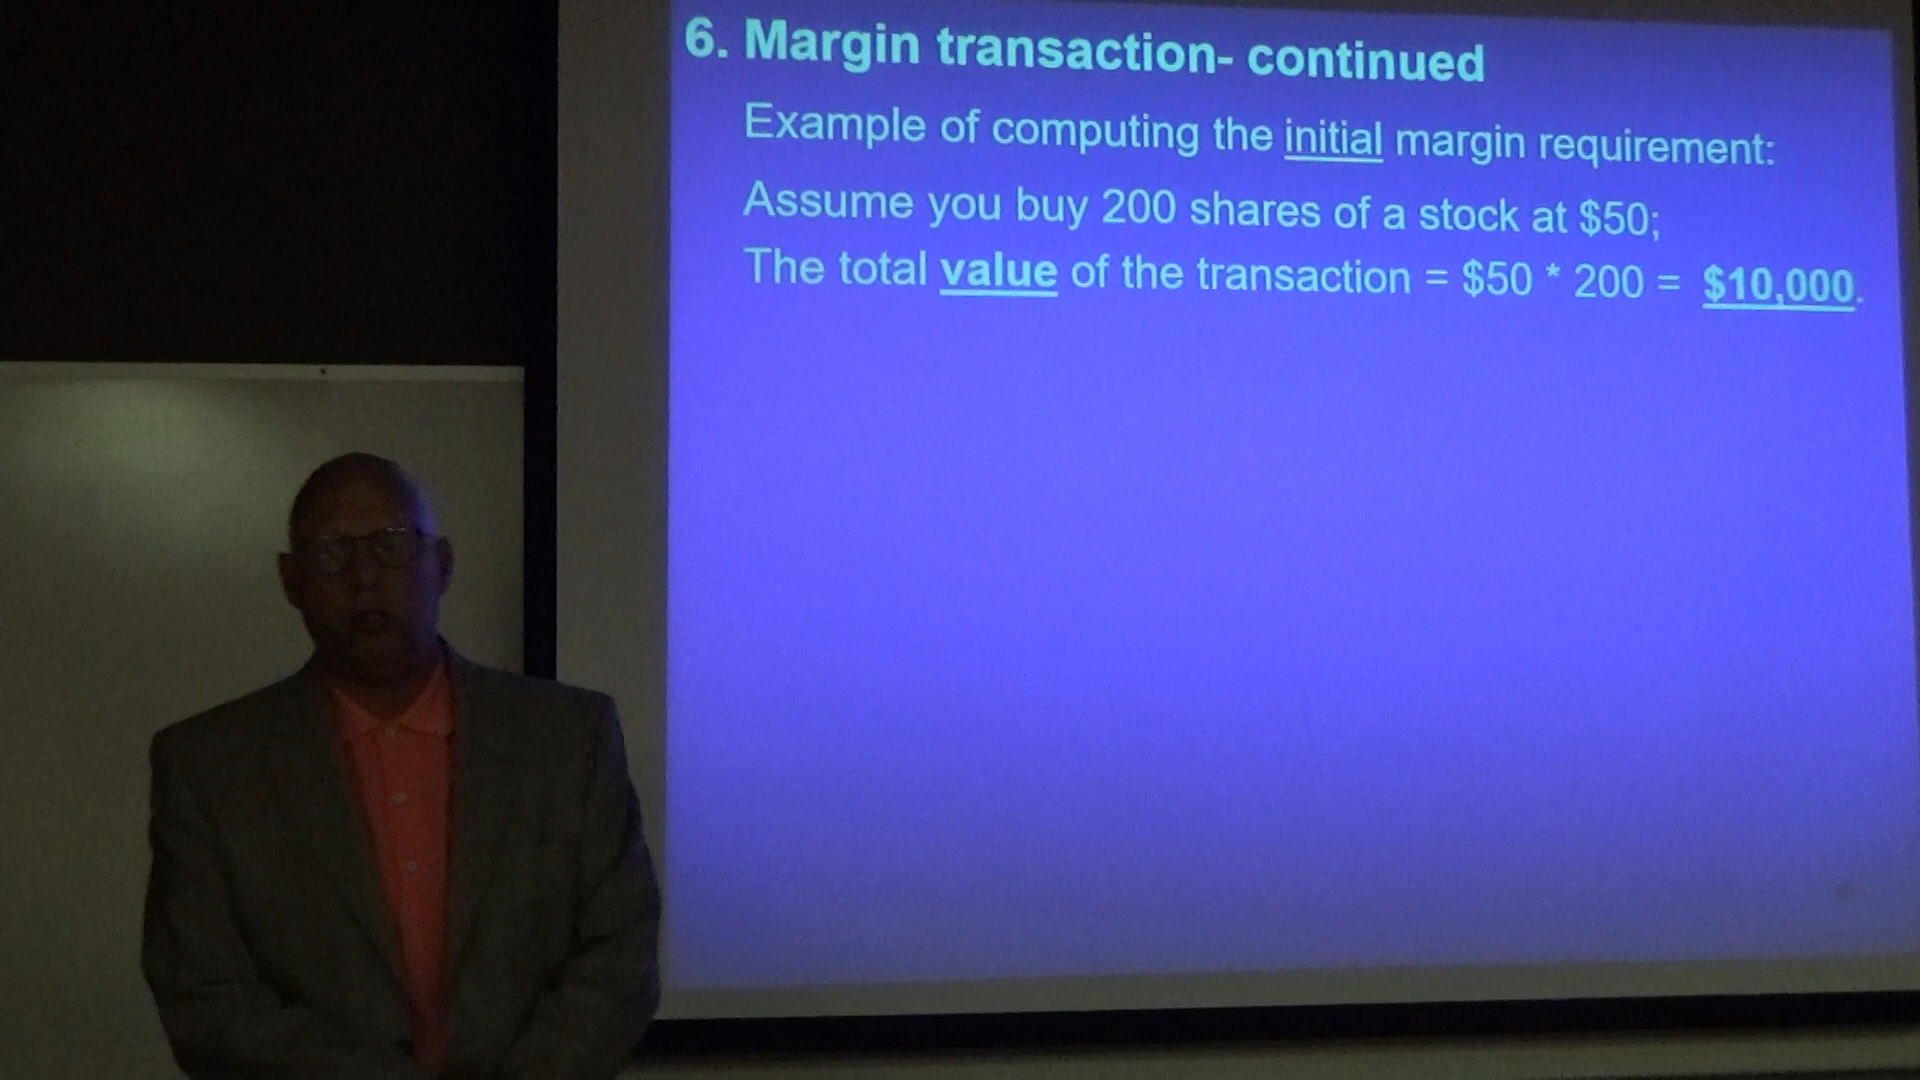 6. Margin transaction- continued
Example of computing the initial margin requirement:
Assume you buy 200 shares of a stock at $50;
The total value of the transaction = $50 * 200 = $10,000.